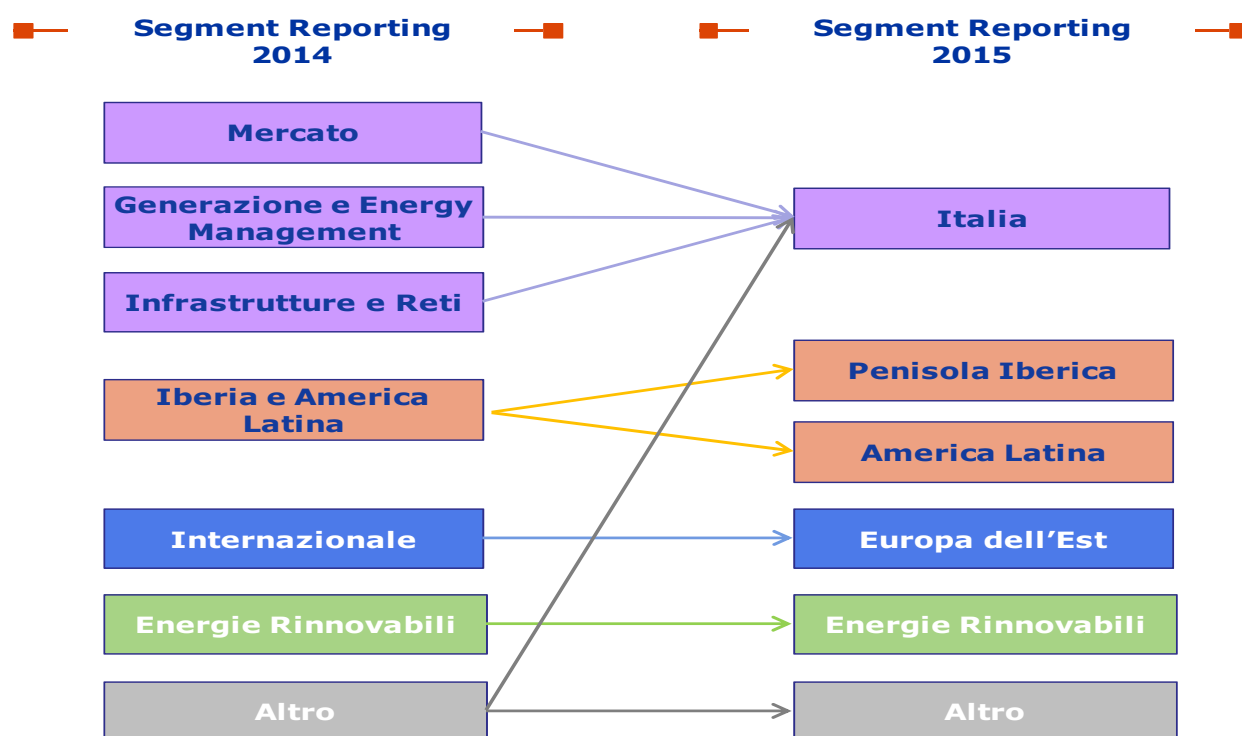 Segment Reporting
2014
Segment Reporting
2015
Mercato
Generazione e Energy
Management
Italia
Infrastrutture e Reti
Penisola Iberica
Iberia e America
Latina
America Latina
Internazionale
Europa dell’Est
Energie Rinnovabili
Energie Rinnovabili
Altro
Altro